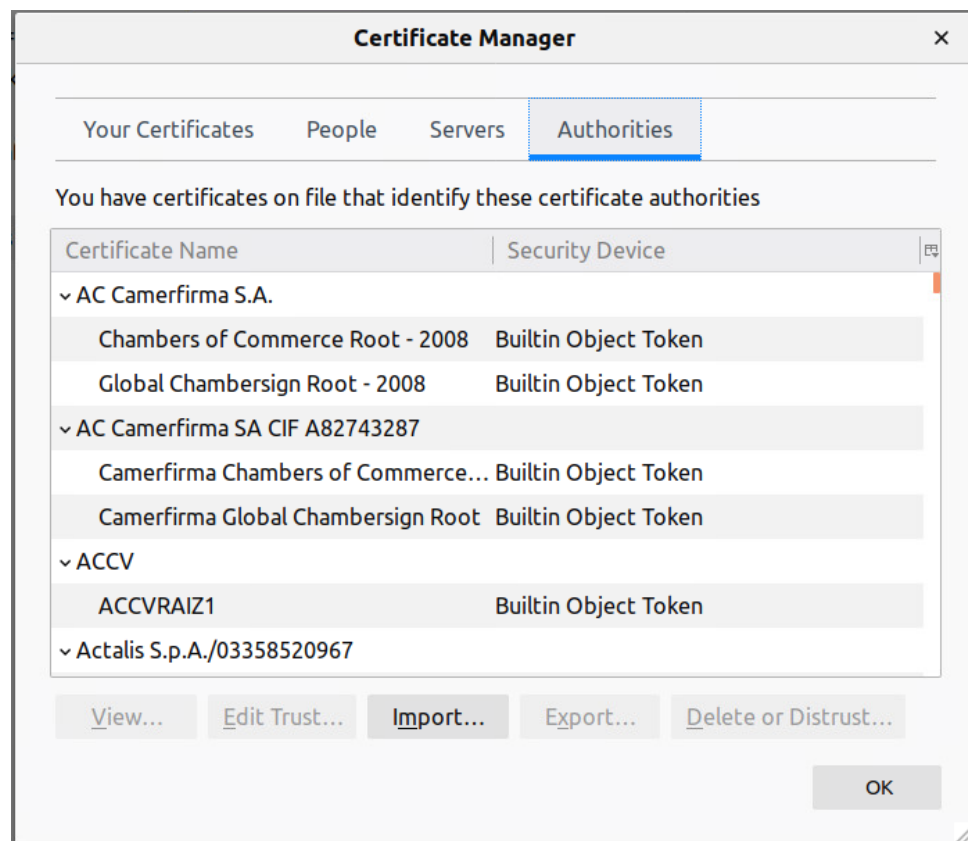 Certificate Manager
Your Certificates People Servers Authorities
You have certificates on file that identify these certificate authorities
Certificate Name Security Device
AC Camerfirma S.A.
Chambers of Commerce Root - 2008 Builtin Object Token
Global Chambersign Root - 2008 Builtin Object Token
AC Camerfirma SA CIF A82743287
Camerfirma Chambers of Commerce... Builtin Object Token
Camerfirma Global Chambersign Root Builtin Object Token
ACCV
ACCVRAIZ1 Builtin Object Token
Actalis S.p.A./03358520967
View... Edit Trust... Import... Export... Delete or Distrust...
OK